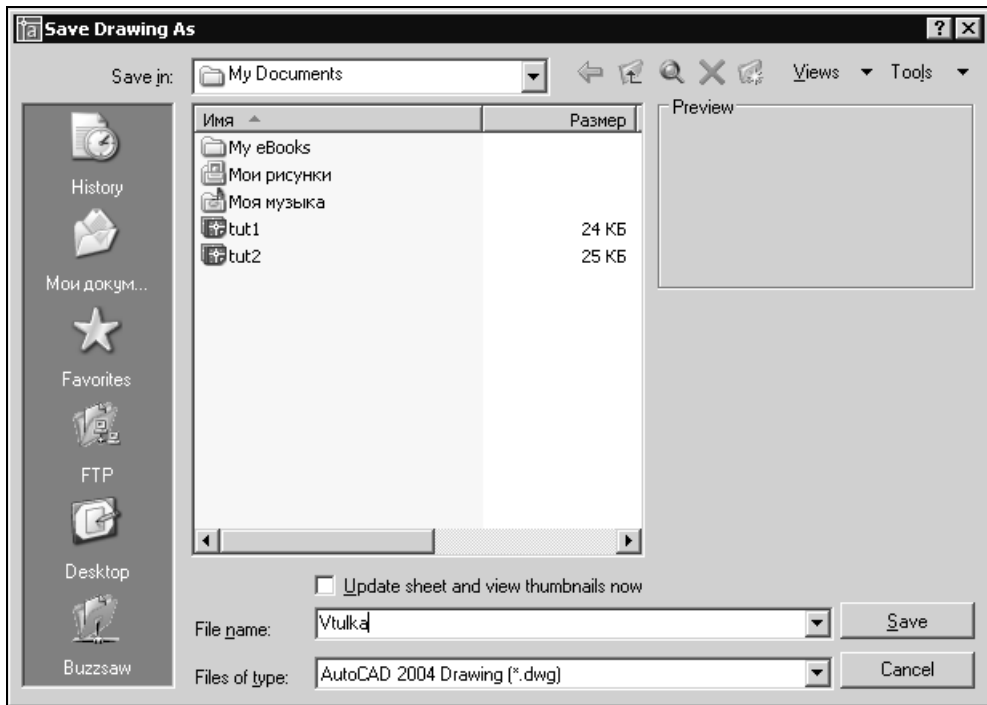 Save Drawing As
Save in:
My Documents
Views
Tools
History
Мои докум...
Favorites
FTP
Desktop
Buzzsaw
Имя
Размер
My eBooks
Мои рисунки
Моя музыка
tut1
24 КБ
tut2
25 КБ
Preview
Update sheet and view thumbnails now
File name:
Vtulka
Save
Files of type:
AutoCAD 2004 Drawing (*.dwg)
Cancel